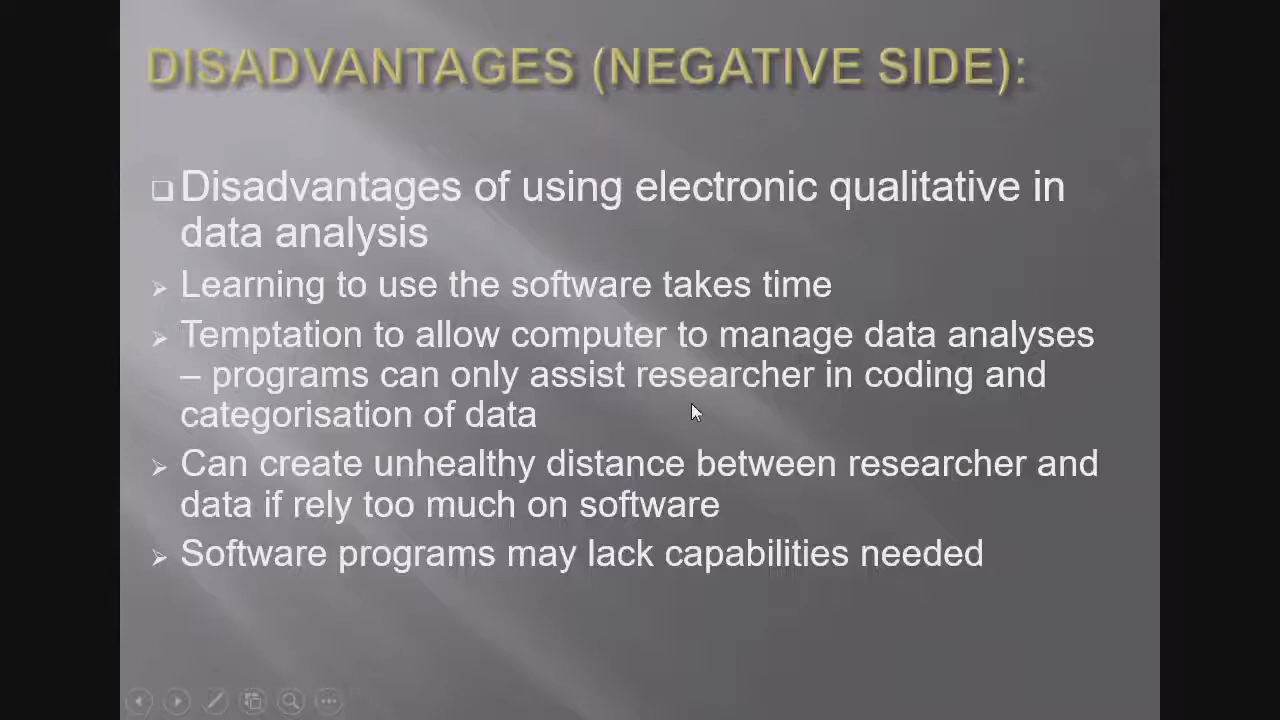 DISADVANTAGES (NEGATIVE SIDE):
Disadvantages of using electronic qualitative in
data analysis
Learning to use the software takes time
Temptation to allow computer to manage data analyses
– programs can only assist researcher in coding and
categorisation of data
Can create unhealthy distance between researcher and
data if rely too much on software
Software programs may lack capabilities needed